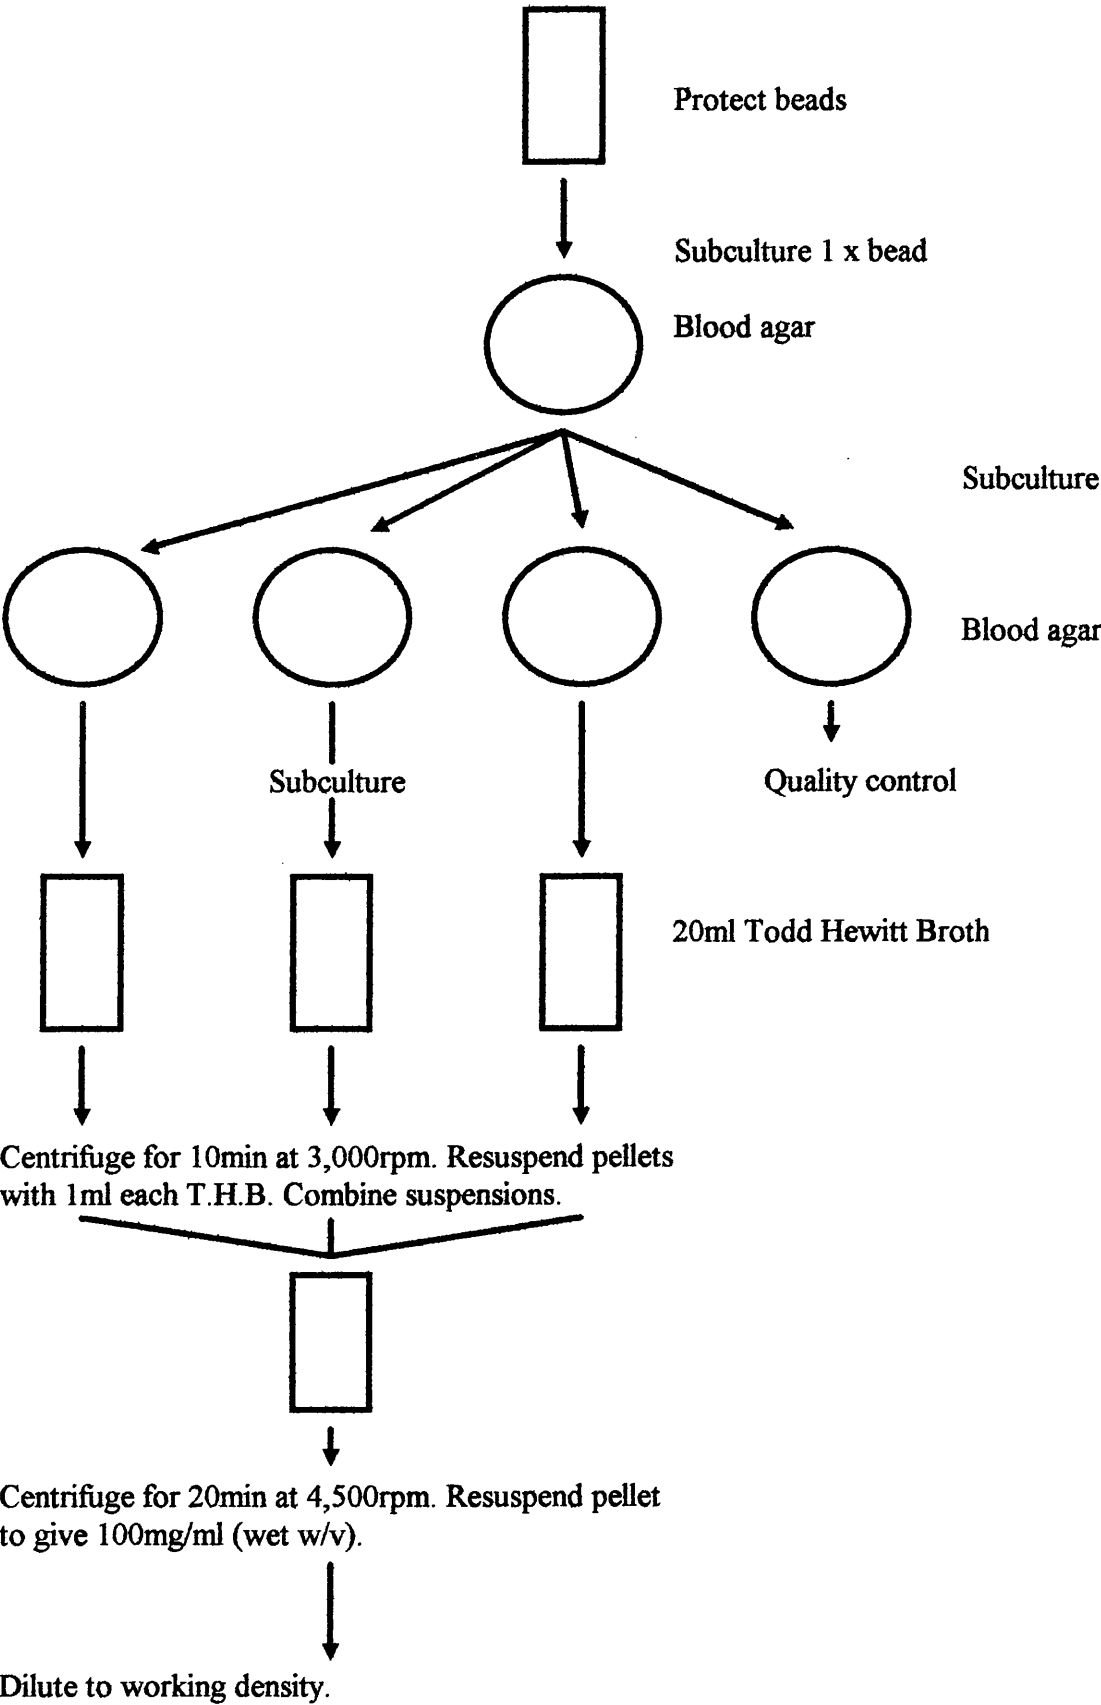 Protect beads
Subculture 1 x bead
Blood agar
Subculture
Blood agar
Subculture
Quality control
20ml Todd Hewitt Broth
Centrifuge for 10min at 3,000rpm. Resuspend pellets
with 1ml each T.H.B. Combine suspensions.
Centrifuge for 20min at 4,500rpm. Resuspend pellet
to give 100mg/ml (wet w/v).
Dilute to working density.